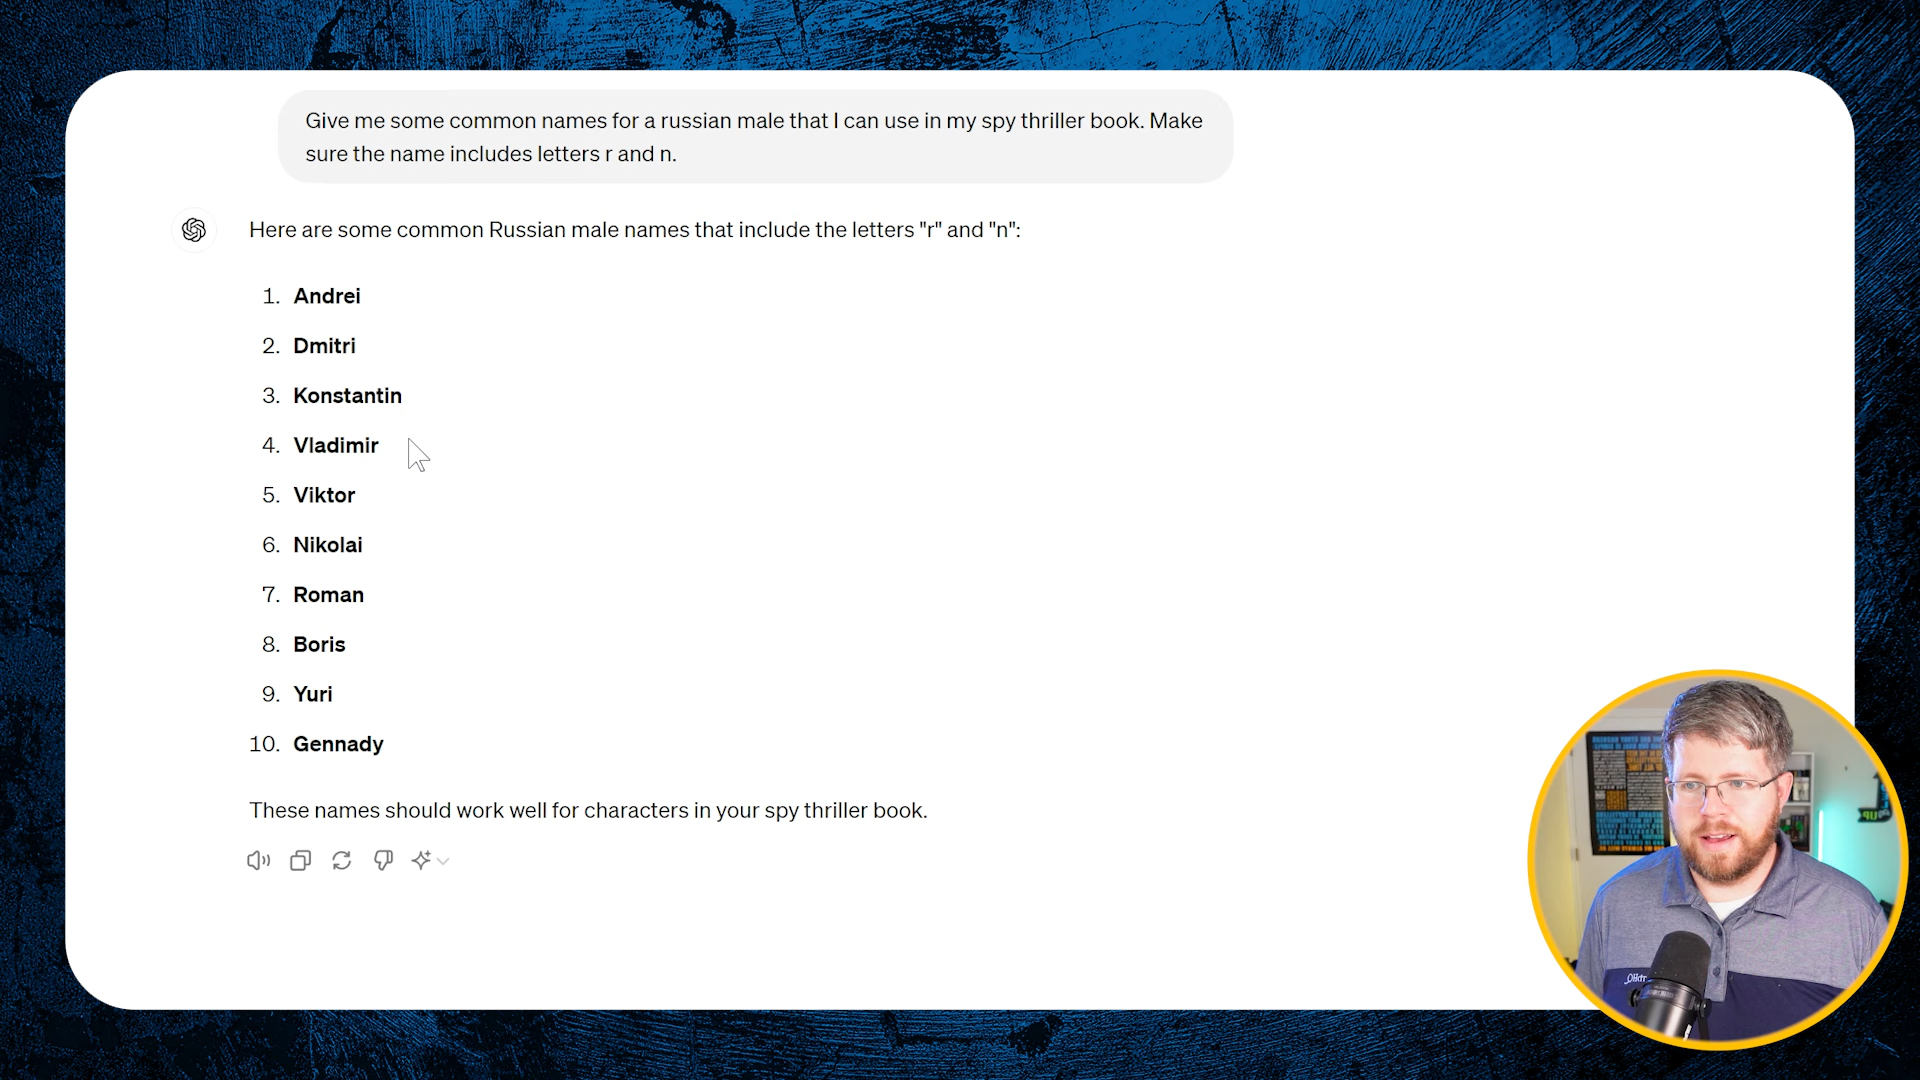 Give me some common names for a russian male that I can use in my spy thriller book. Make
sure the name includes letters r and n.
Here are some common Russian male names that include the letters "r" and "n":
1. Andrei
2. Dmitri
3. Konstantin
4. Vladimir
5. Viktor
6. Nikolai
7. Roman
8. Boris
9. Yuri
10. Gennady
These names should work well for characters in your spy thriller book.